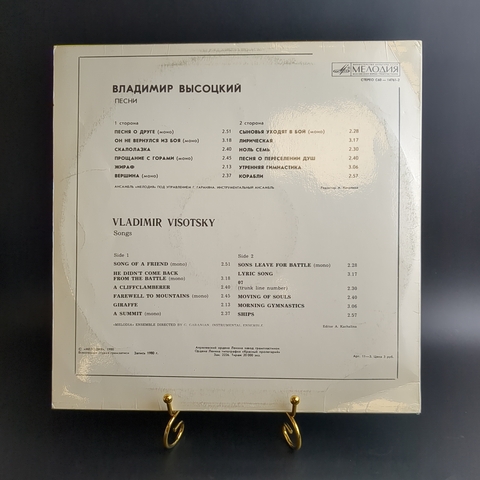 МЕЛОДИЯ
ВЛАДИМИР ВЫСОЦКИЙ
ПЕСНИ
1 сторона
ПЕСНЯ О ДРУГЕ (моно) 2.51
ОН НЕ ВЕРНУЛСЯ ИЗ БОЯ (моно) 3.18
СКАЛОЛАЗКА 2.40
ПРОЩАНИЕ С ГОРАМИ (моно) 2.45
ЖИРАФ 2.13
ВЕРШИНА (моно) 2.37
2 сторона
СЫНОВЬЯ УХОДЯТ В БОЙ (моно) 2.28
ЛИРИЧЕСКАЯ 3.17
НОЛЬ СЕМЬ 2.30
ПЕСНЯ О ПЕРЕСЕЛЕНИИ ДУШ 2.40
УТРЕННЯЯ ГИМНАСТИКА 3.06
КОРАБЛИ 2.57
VLADIMIR VISOTSKY
Songs
Side 1
SONG OF A FRIEND (mono) 2.51
HE DIDN'T COME BACK
FROM THE BATTLE (mono) 3.18
A CLIFFCLAMBERER 2.40
FAREWELL TO MOUNTAINS (mono) 2.45
GIRAFFE 2.13
A SUMMIT (mono) 2.37
Side 2
SONS LEAVE FOR BATTLE (mono) 2.28
LYRIC SONG 3.17
07
(trunk line number) 2.30
MOVING OF SOULS 2.40
MORNING GYMNASTICS 3.06
SHIPS 2.57